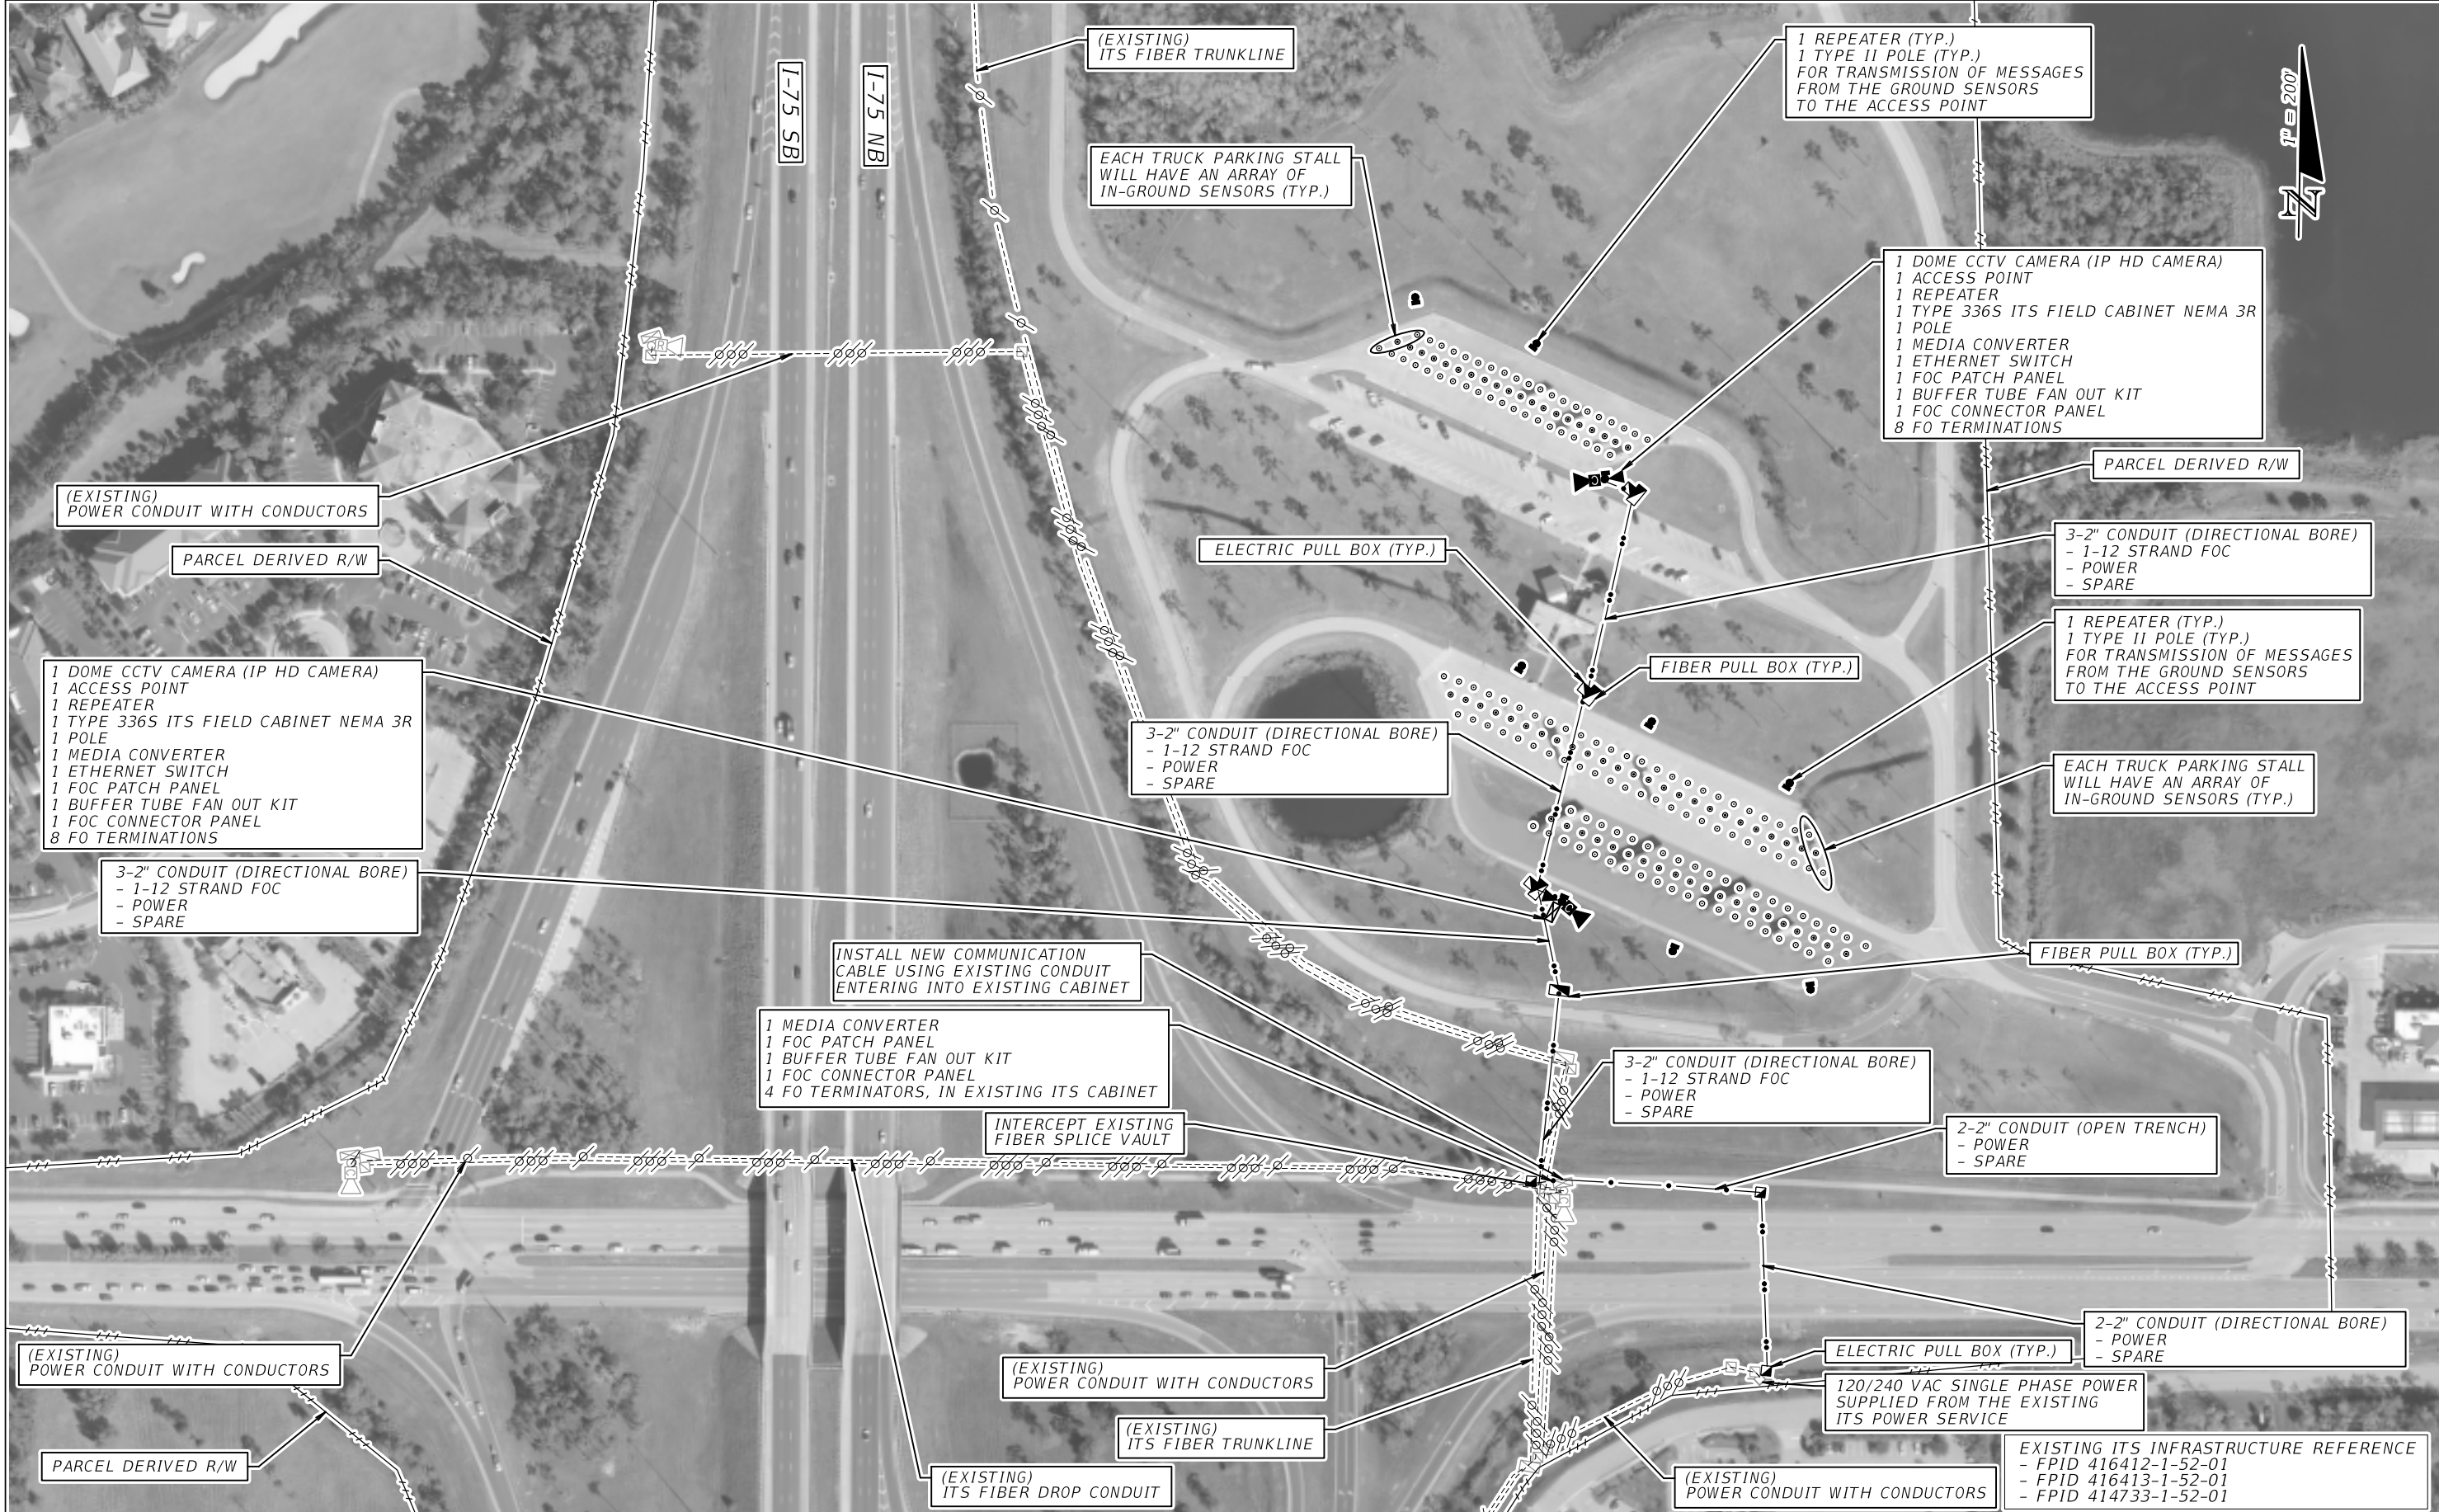 (EXISTING)
ITS FIBER TRUNKLINE
1 REPEATER (TYP.)
1 TYPE II POLE (TYP.)
FOR TRANSMISSION OF MESSAGES
FROM THE GROUND SENSORS
TO THE ACCESS POINT
I-75 SB
I-75 NB
1" = 200'
N
EACH TRUCK PARKING STALL
WILL HAVE AN ARRAY OF
IN-GROUND SENSORS (TYP.)
1 DOME CCTV CAMERA (IP HD CAMERA)
1 ACCESS POINT
1 REPEATER
1 TYPE 336S ITS FIELD CABINET NEMA 3R
1 POLE
1 MEDIA CONVERTER
1 ETHERNET SWITCH
1 FOC PATCH PANEL
1 BUFFER TUBE FAN OUT KIT
1 FOC CONNECTOR PANEL
8 FO TERMINATIONS
PARCEL DERIVED R/W
(EXISTING)
POWER CONDUIT WITH CONDUCTORS
PARCEL DERIVED R/W
ELECTRIC PULL BOX (TYP.)
3-2" CONDUIT (DIRECTIONAL BORE)
- 1-12 STRAND FOC
- POWER
- SPARE
1 REPEATER (TYP.)
1 TYPE II POLE (TYP.)
FOR TRANSMISSION OF MESSAGES
FROM THE GROUND SENSORS
TO THE ACCESS POINT
FIBER PULL BOX (TYP.)
1 DOME CCTV CAMERA (IP HD CAMERA)
1 ACCESS POINT
1 REPEATER
1 TYPE 336S ITS FIELD CABINET NEMA 3R
1 POLE
1 MEDIA CONVERTER
1 ETHERNET SWITCH
1 FOC PATCH PANEL
1 BUFFER TUBE FAN OUT KIT
1 FOC CONNECTOR PANEL
8 FO TERMINATIONS
3-2" CONDUIT (DIRECTIONAL BORE)
- 1-12 STRAND FOC
- POWER
- SPARE
EACH TRUCK PARKING STALL
WILL HAVE AN ARRAY OF
IN-GROUND SENSORS (TYP.)
3-2" CONDUIT (DIRECTIONAL BORE)
- 1-12 STRAND FOC
- POWER
- SPARE
INSTALL NEW COMMUNICATION
CABLE USING EXISTING CONDUIT
ENTERING INTO EXISTING CABINET
FIBER PULL BOX (TYP.)
1 MEDIA CONVERTER
1 FOC PATCH PANEL
1 BUFFER TUBE FAN OUT KIT
1 FOC CONNECTOR PANEL
4 FO TERMINATORS, IN EXISTING ITS CABINET
3-2" CONDUIT (DIRECTIONAL BORE)
- 1-12 STRAND FOC
- POWER
- SPARE
INTERCEPT EXISTING
FIBER SPLICE VAULT
2-2" CONDUIT (OPEN TRENCH)
- POWER
- SPARE
2-2" CONDUIT (DIRECTIONAL BORE)
- POWER
- SPARE
(EXISTING)
POWER CONDUIT WITH CONDUCTORS
(EXISTING)
POWER CONDUIT WITH CONDUCTORS
ELECTRIC PULL BOX (TYP.)
120/240 VAC SINGLE PHASE POWER
SUPPLIED FROM THE EXISTING
ITS POWER SERVICE
(EXISTING)
ITS FIBER TRUNKLINE
PARCEL DERIVED R/W
(EXISTING)
ITS FIBER DROP CONDUIT
(EXISTING)
POWER CONDUIT WITH CONDUCTORS
EXISTING ITS INFRASTRUCTURE REFERENCE
- FPID 416412-1-52-01
- FPID 416413-1-52-01
- FPID 414733-1-52-01